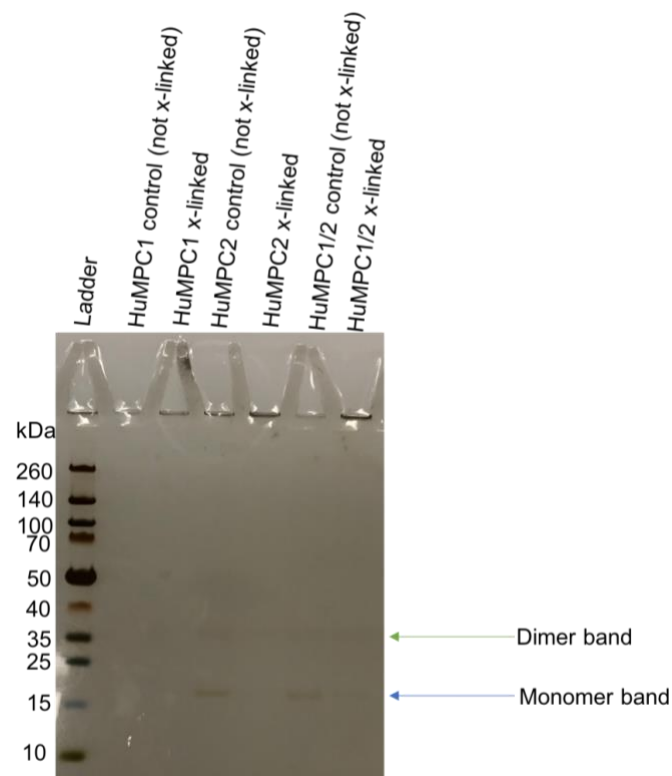 Ladder
HuMPC1 control (not x-linked)
HuMPC1 x-linked
HuMPC2 control (not x-linked)
HuMPC2 x-linked
HuMPC1/2 control (not x-linked)
HuMPC1/2 x-linked
kDa
260
140
100
70
50
40
35
25
15
10
Dimer band
Monomer band